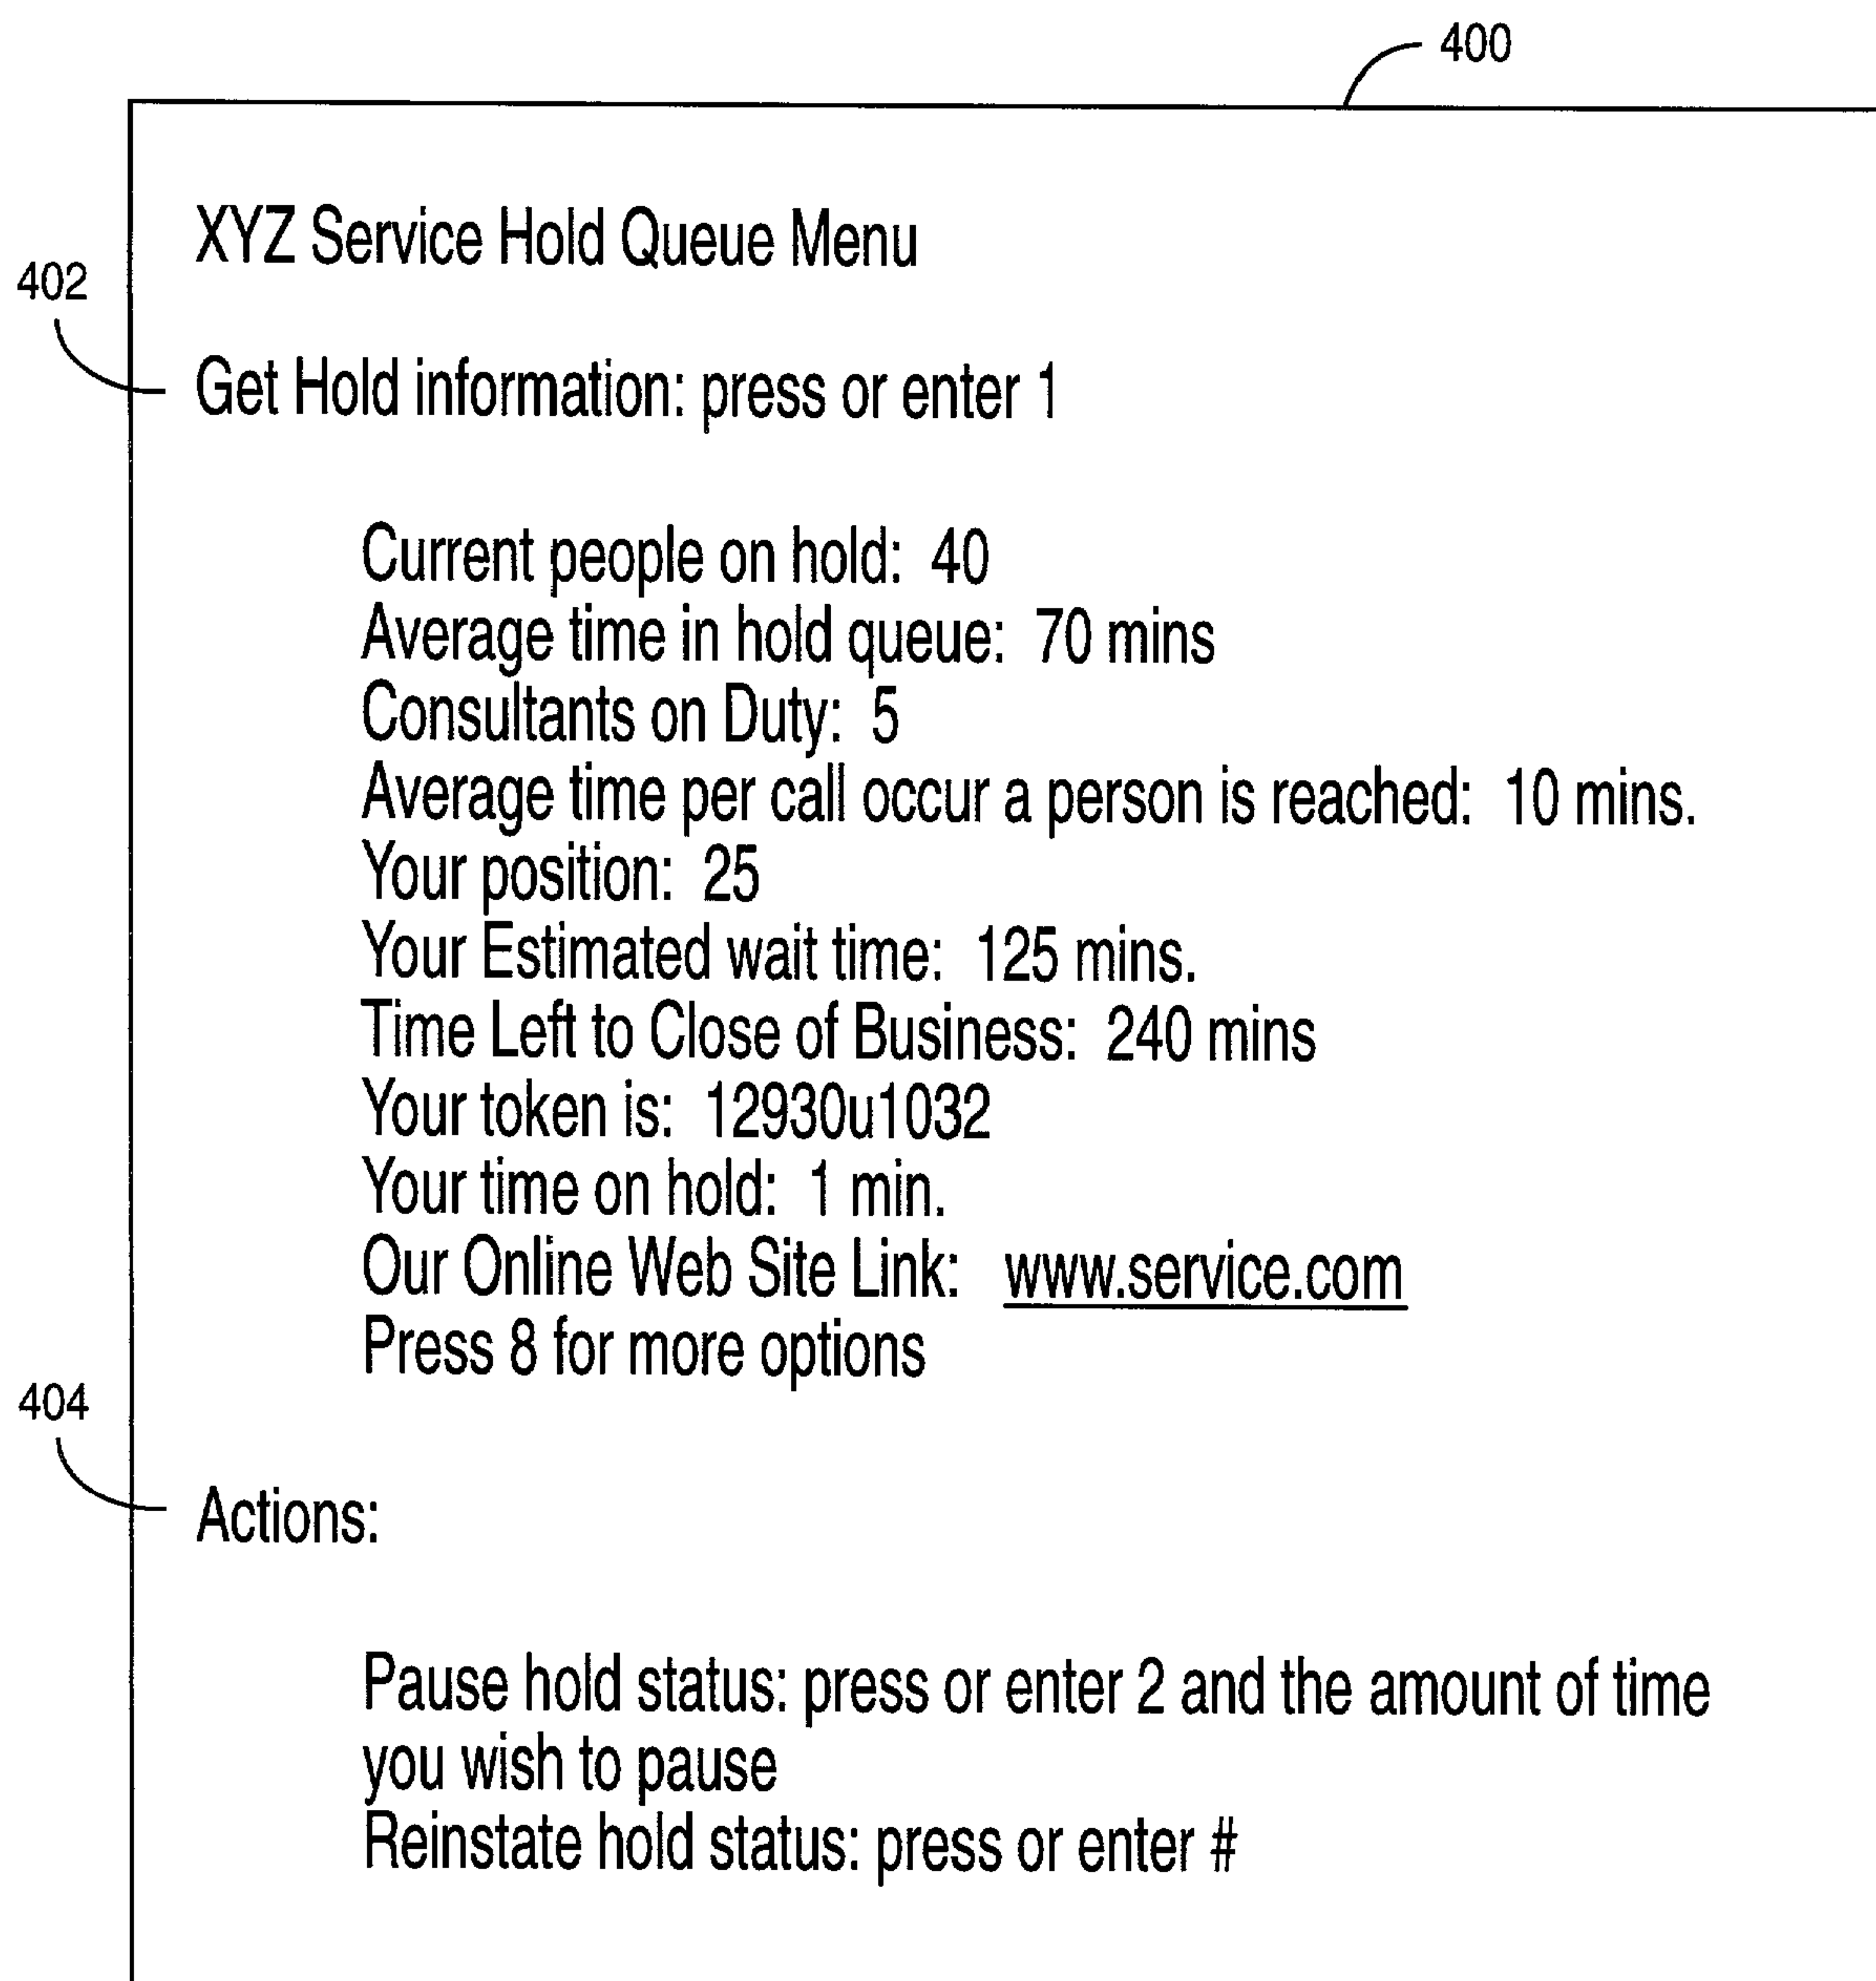 400
XYZ Service Hold Queue Menu
402
Get Hold information: press or enter 1
Current people on hold: 40
Average time in hold queue: 70 mins
Consultants on Duty: 5
Average time per call occur a person is reached: 10 mins.
Your position: 25
Your Estimated wait time: 125 mins.
Time Left to Close of Business: 240 mins
Your token is: 12930u1032
Your time on hold: 1 min.
Our Online Web Site Link: www.service.com
Press 8 for more options
404
Actions:
Pause hold status: press or enter 2 and the amount of time
you wish to pause
Reinstate hold status: press or enter #